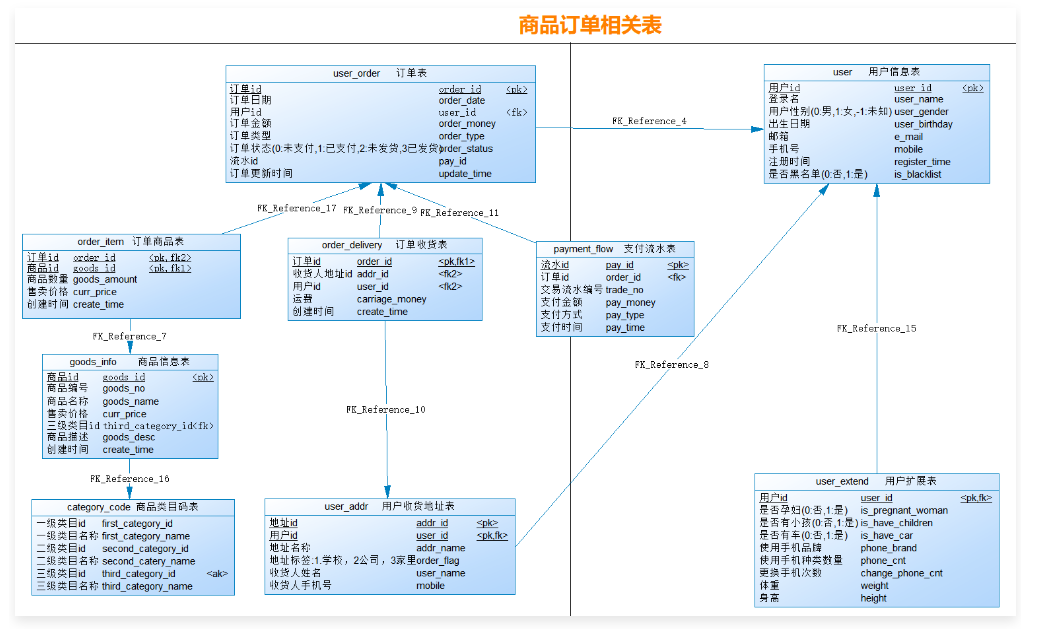 商品订单相关表
user_order 订单表
订单id order_id <pk>
订单日期 order_date
用户id user_id <fk>
订单金额 order_money
订单类型 order_type
订单状态(0:未支付,1:已支付,2:未发货,3已发货) order_status
流水id pay_id
订单更新时间 update_time
FK_Reference_4
user 用户信息表
用户id user_id <pk>
登录名 user_name
用户性别(0:男,1:女,-1:未知) user_gender
出生日期 user_birthday
邮箱 e_mail
手机号 mobile
注册时间 register_time
是否黑名单(0:否,1:是) is_blacklist
FK_Reference_17
FK_Reference_9
FK_Reference_11
order_item 订单商品表
订单id order_id <pk,fk2>
商品id goods_id <pk,fk1>
商品数量 goods_amount
售卖价格 curr_price
创建时间 create_time
order_delivery 订单收货表
订单id order_id <pk,fk1>
收货人地址id addr_id <fk2>
用户id user_id <fk2>
运费 carriage_money
创建时间 create_time
payment_flow 支付流水表
流水id pay_id <pk>
订单id order_id <fk>
交易流水编号 trade_no
支付金额 pay_money
支付方式 pay_type
支付时间 pay_time
FK_Reference_7
FK_Reference_15
goods_info 商品信息表
商品id goods_id <pk>
商品编号 goods_no
商品名称 goods_name
售卖价格 curr_price
三级类目id third_category_id <fk>
商品描述 goods_desc
创建时间 create_time
FK_Reference_8
FK_Reference_10
FK_Reference_16
category_code 商品类目码表
一级类目id first_category_id
一级类目名称 first_category_name
二级类目id second_category_id
二级类目名称 second_catery_name
三级类目id third_category_id <ak>
三级类目名称 third_category_name
user_addr 用户收货地址表
地址id addr_id <pk>
用户id user_id <pk,fk>
地址名称 addr_name
地址标签:1.学校，2公司，3家里 order_flag
收货人姓名 user_name
收货人手机号 mobile
user_extend 用户扩展表
用户id user_id <pk,fk>
是否孕妇(0:否,1:是) is_pregnant_woman
是否有小孩(0:否,1:是) is_have_children
是否有车(0:否,1:是) is_have_car
使用手机品牌 phone_brand
使用手机种类数量 phone_cnt
更换手机次数 change_phone_cnt
体重 weight
身高 height